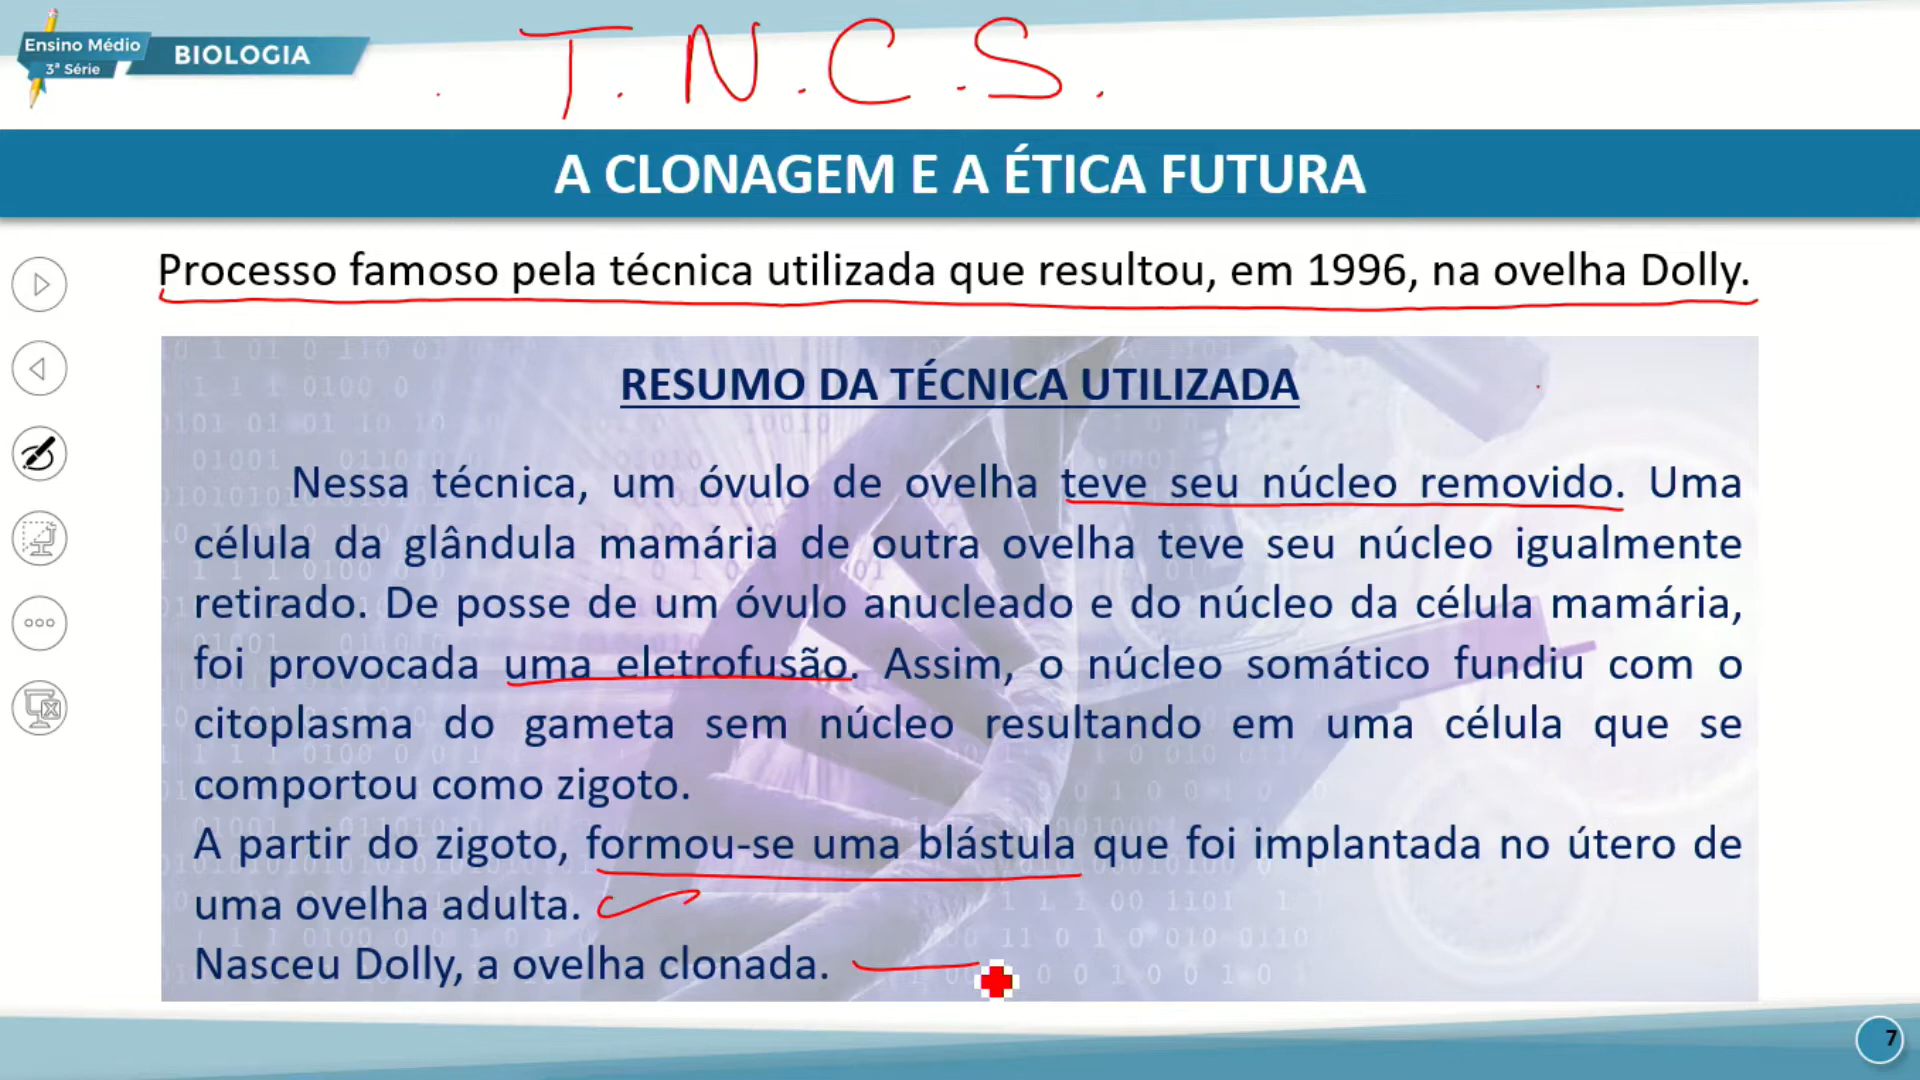 T.N.C.S.
Ensino Médio
3ª Série
BIOLOGIA
A CLONAGEM E A ÉTICA FUTURA
Processo famoso pela técnica utilizada que resultou, em 1996, na ovelha Dolly.
RESUMO DA TÉCNICA UTILIZADA
Nessa técnica, um óvulo de ovelha teve seu núcleo removido. Uma
célula da glândula mamária de outra ovelha teve seu núcleo igualmente
retirado. De posse de um óvulo anucleado e do núcleo da célula mamária,
foi provocada uma eletrofusão. Assim, o núcleo somático fundiu com o
citoplasma do gameta sem núcleo resultando em uma célula que se
comportou como zigoto.
A partir do zigoto, formou-se uma blástula que foi implantada no útero de
uma ovelha adulta.
Nasceu Dolly, a ovelha clonada.
7